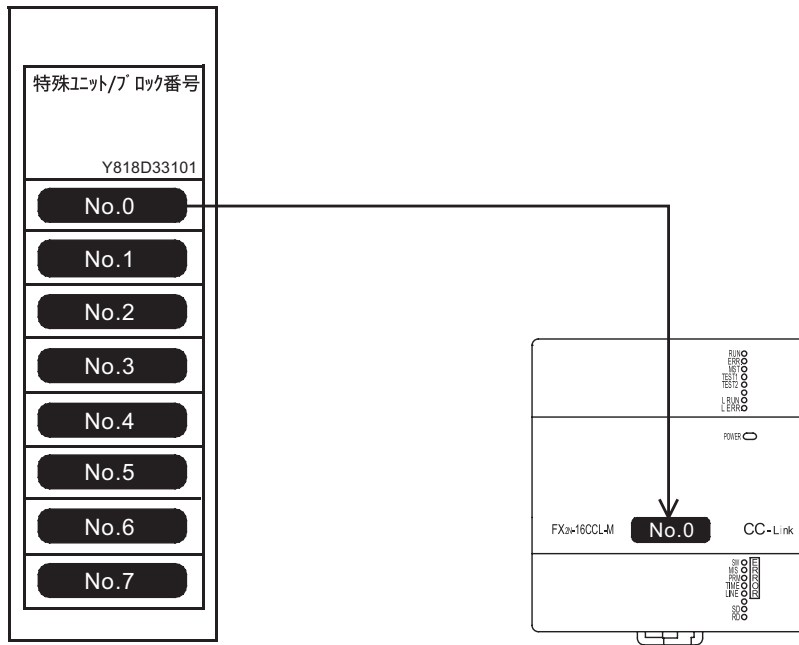 特殊ユニット/ブロック番号
Y818D33101
No.0
No.1
No.2
No.3
No.4
No.5
No.6
No.7
RUN
ERR
MST
TEST1
TEST2
L RUN
L ERR
POWER
FX2N-16CCL-M
No.0
CC-Link
SW
M/S
PRM
TIME
LINE
ERROR
SD
RD